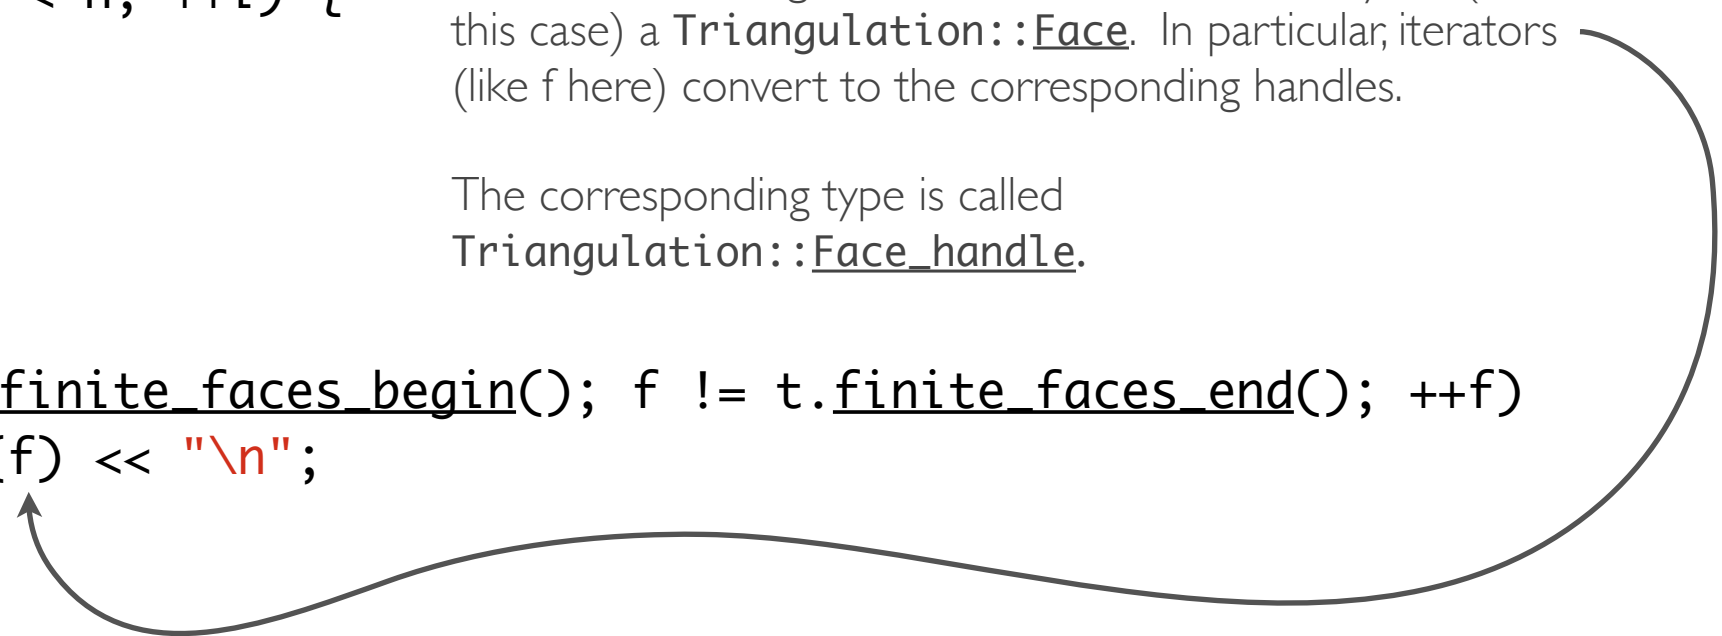 this case) a Triangulation::Face. In particular, iterators
(like f here) convert to the corresponding handles.
The corresponding type is called
Triangulation::Face_handle.
finite_faces_begin(); f != t.finite_faces_end(); ++f)
f) << "\n";